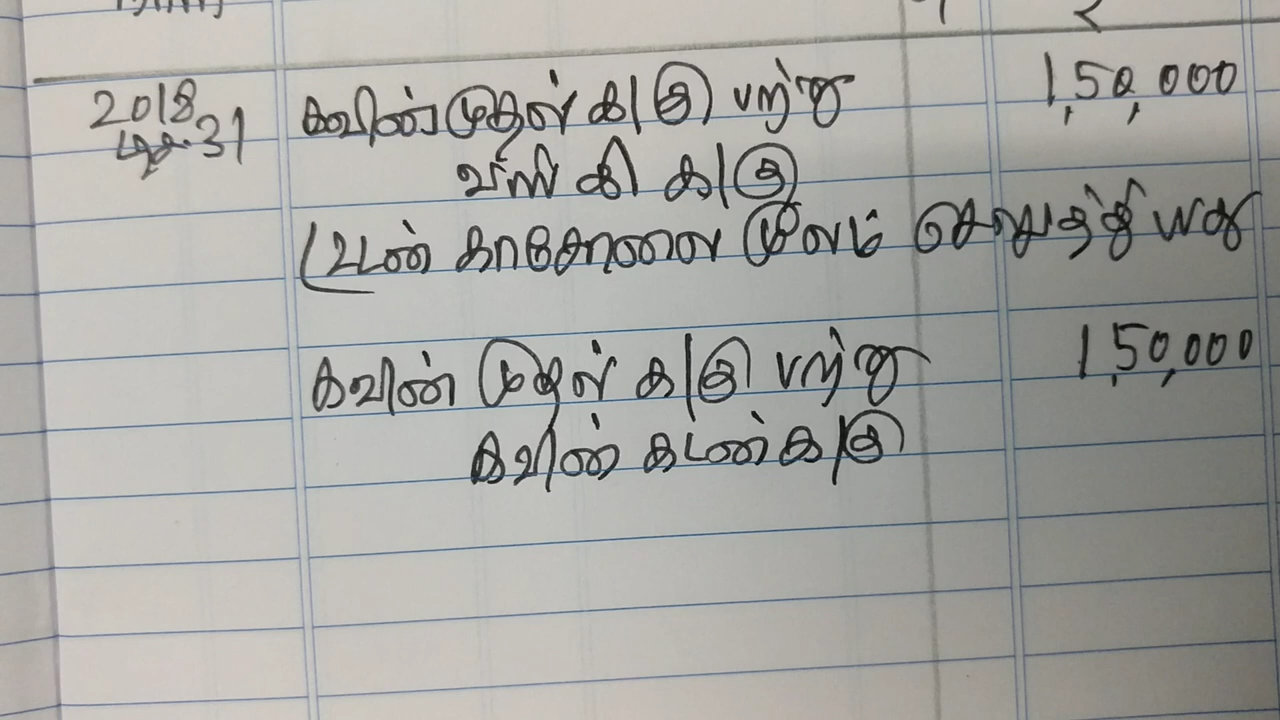 2018 கவின் முதல் க/கு பற்று 1,50,000
டிச.31 வங்கி க/கு
(உடன் காசோலை மூலம் செலுத்தியது
கவின் முதல் க/கு பற்று 1,50,000
கவின் கடன் க/கு